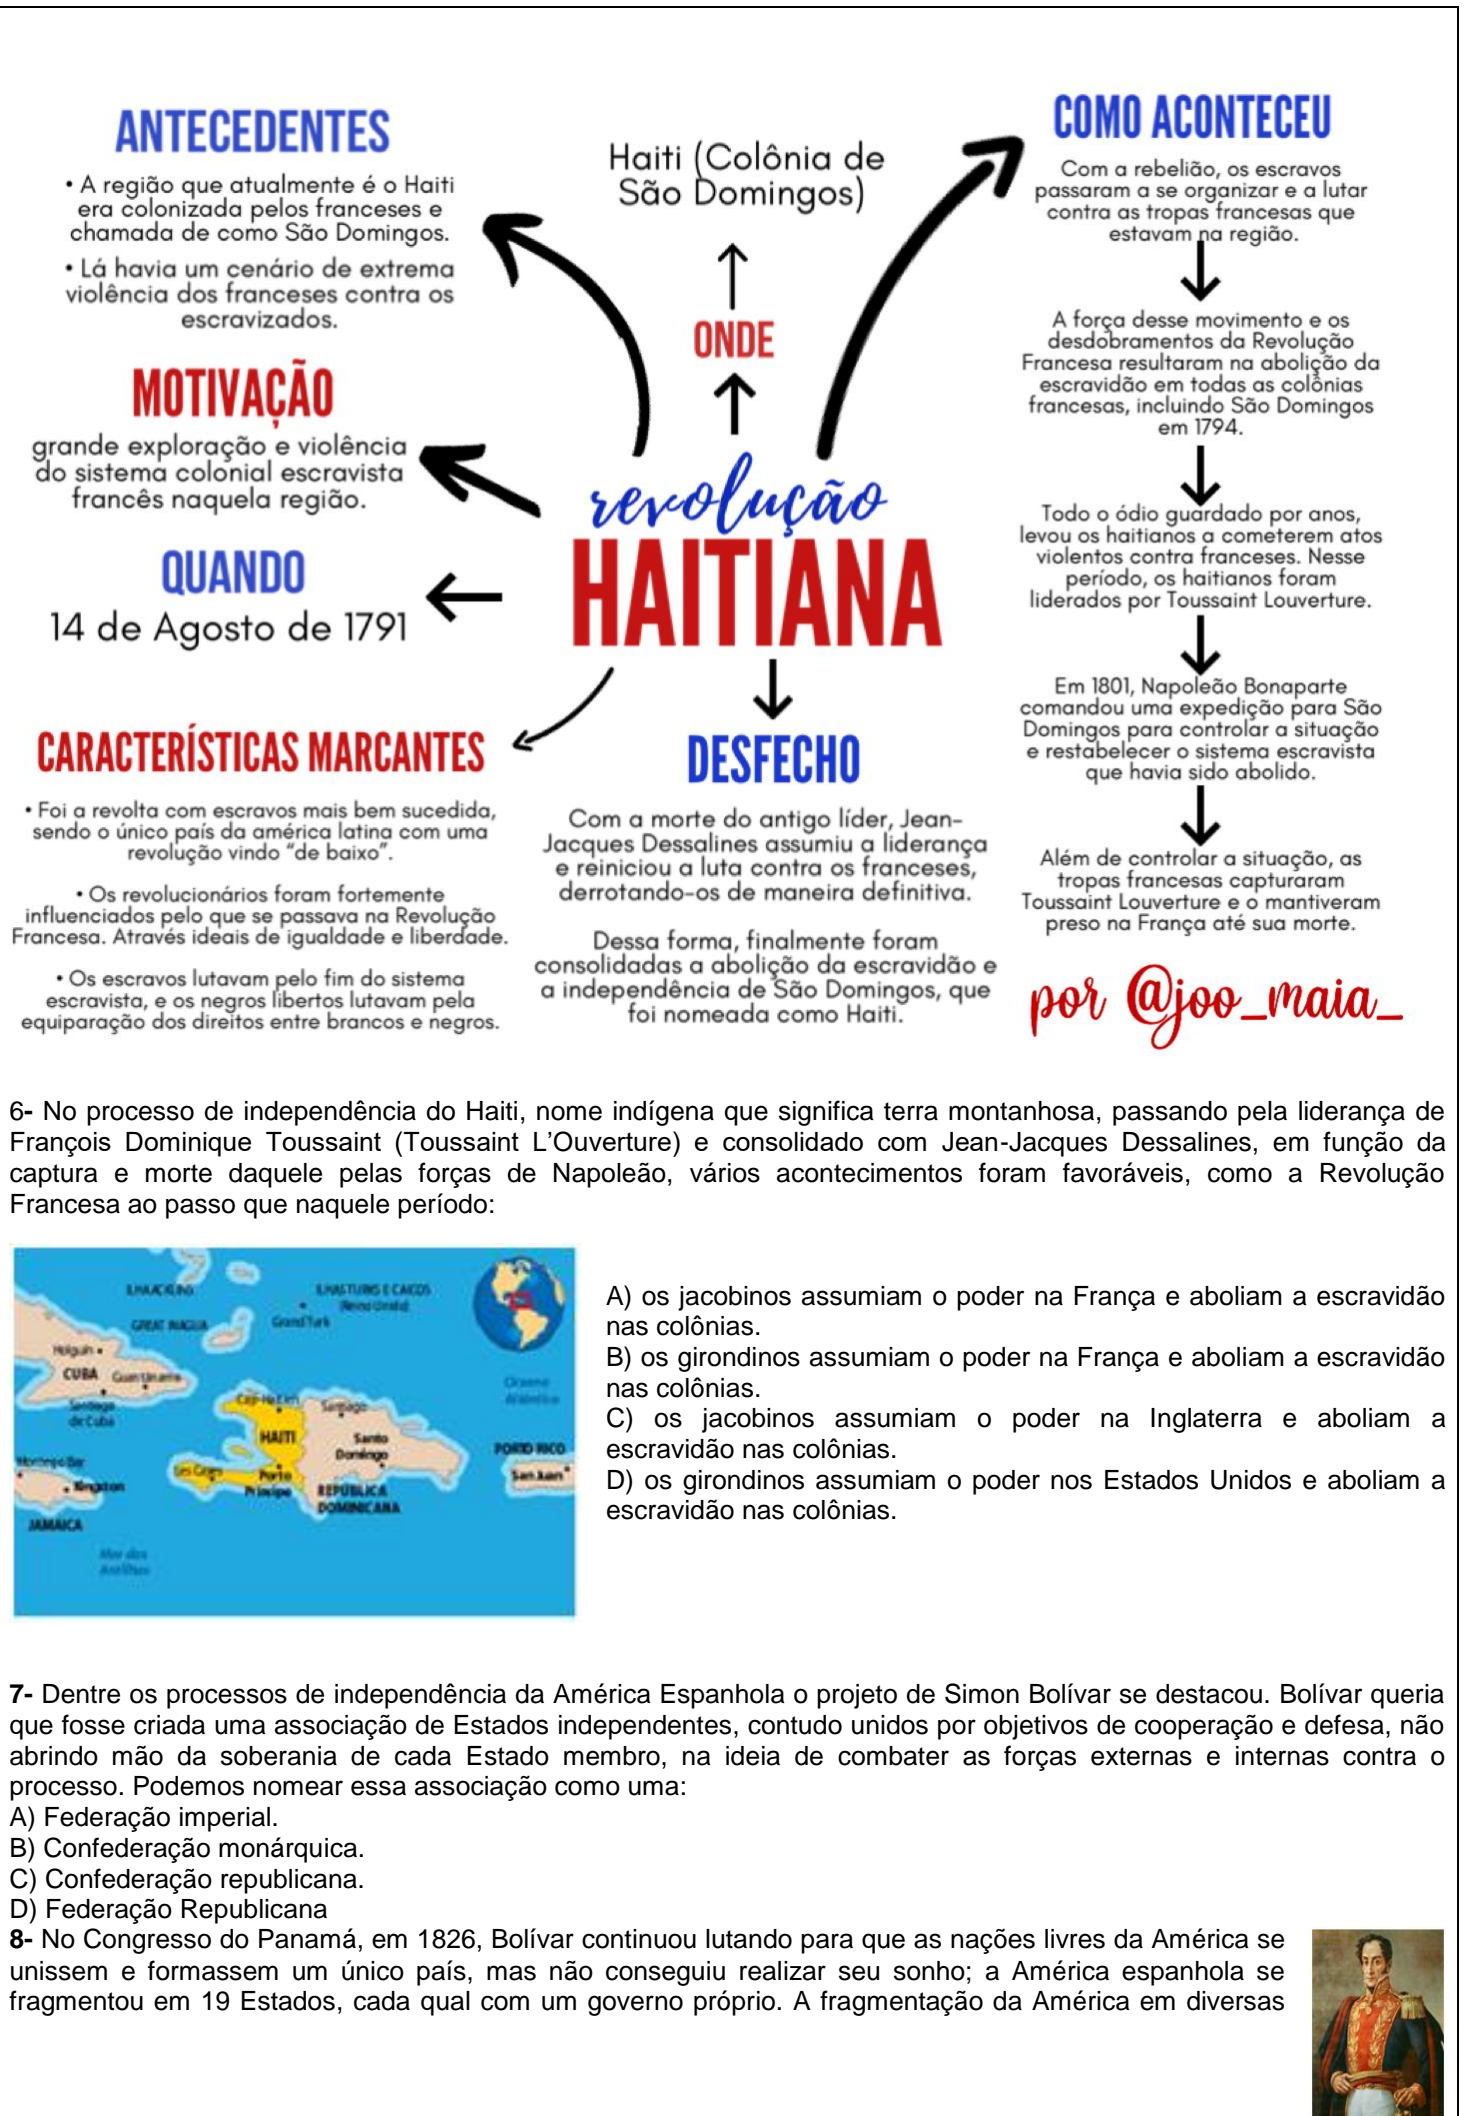 ANTECEDENTES
• A região que atualmente é o Haiti
era colonizada pelos franceses e
chamada de como São Domingos.
• Lá havia um cenário de extrema
violência dos franceses contra os
escravizados.
MOTIVAÇÃO
grande exploração e violência
do sistema colonial escravista
francês naquela região.
QUANDO
14 de Agosto de 1791
CARACTERÍSTICAS MARCANTES
• Foi a revolta com escravos mais bem sucedida,
sendo o único país da américa latina com uma
revolução vindo “de baixo”.
• Os revolucionários foram fortemente
influenciados pelo que se passava na Revolução
Francesa. Através ideais de igualdade e liberdade.
• Os escravos lutavam pelo fim do sistema
escravista, e os negros libertos lutavam pela
equiparação dos direitos entre brancos e negros.
Haiti (Colônia de
São Domingos)
ONDE
revolução
HAITIANA
DESFECHO
Com a morte do antigo líder, Jean-
Jacques Dessalines assumiu a liderança
e reiniciou a luta contra os franceses,
derrotando-os de maneira definitiva.
Dessa forma, finalmente foram
consolidadas a abolição da escravidão e
a independência de São Domingos, que
foi nomeada como Haiti.
COMO ACONTECEU
Com a rebelião, os escravos
passaram a se organizar e a lutar
contra as tropas francesas que
estavam na região.
A força desse movimento e os
desdobramentos da Revolução
Francesa resultaram na abolição da
escravidão em todas as colônias
francesas, incluindo São Domingos
em 1794.
Todo o ódio guardado por anos,
levou os haitianos a cometerem atos
violentos contra franceses. Nesse
período, os haitianos foram
liderados por Toussaint Louverture.
Em 1801, Napoleão Bonaparte
comandou uma expedição para São
Domingos para controlar a situação
e restabelecer o sistema escravista
que havia sido abolido.
Além de controlar a situação, as
tropas francesas capturaram
Toussaint Louverture e o mantiveram
preso na França até sua morte.
por @joo_maia_
6- No processo de independência do Haiti, nome indígena que significa terra montanhosa, passando pela liderança de
François Dominique Toussaint (Toussaint L’Ouverture) e consolidado com Jean-Jacques Dessalines, em função da
captura e morte daquele pelas forças de Napoleão, vários acontecimentos foram favoráveis, como a Revolução
Francesa ao passo que naquele período:
ILHAS TURKS E CAICOS
(Reino Unido)
Grand Turk
GREAT INAGUA
Holguín
CUBA
Guantánamo
Santiago
de Cuba
Oceano
Atlântico
Santiago
HAITI
Santo
Domingo
PORTO RICO
San Juan
Porto
Príncipe
REPÚBLICA
DOMINICANA
Kingston
JAMAICA
Mar das
Antilhas
A) os jacobinos assumiam o poder na França e aboliam a escravidão
nas colônias.
B) os girondinos assumiam o poder na França e aboliam a escravidão
nas colônias.
C) os jacobinos assumiam o poder na Inglaterra e aboliam a
escravidão nas colônias.
D) os girondinos assumiam o poder nos Estados Unidos e aboliam a
escravidão nas colônias.
7- Dentre os processos de independência da América Espanhola o projeto de Simon Bolívar se destacou. Bolívar queria
que fosse criada uma associação de Estados independentes, contudo unidos por objetivos de cooperação e defesa, não
abrindo mão da soberania de cada Estado membro, na ideia de combater as forças externas e internas contra o
processo. Podemos nomear essa associação como uma:
A) Federação imperial.
B) Confederação monárquica.
C) Confederação republicana.
D) Federação Republicana
8- No Congresso do Panamá, em 1826, Bolívar continuou lutando para que as nações livres da América se
unissem e formassem um único país, mas não conseguiu realizar seu sonho; a América espanhola se
fragmentou em 19 Estados, cada qual com um governo próprio. A fragmentação da América em diversas